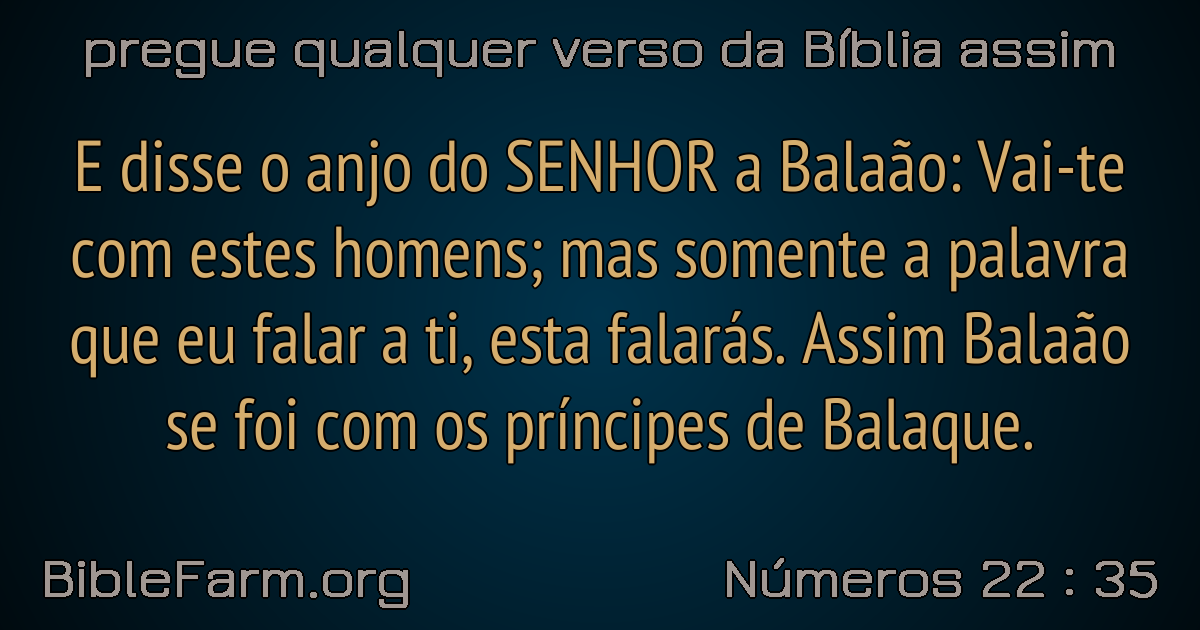 pregue qualquer verso da Bíblia assim
E disse o anjo do SENHOR a Balaão: Vai-te
com estes homens; mas somente a palavra
que eu falar a ti, esta falarás. Assim Balaão
se foi com os príncipes de Balaque.
BibleFarm.org
Números 22 : 35